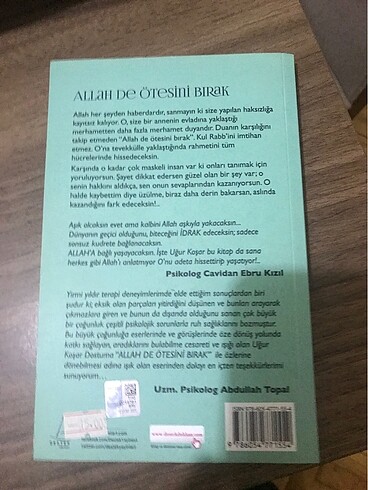 ALLAH DE ÖTESİNİ BIRAK
Allah her şeyden haberdardır, sanmayın ki size yapılan haksızlığa
kayıtsız kalıyor. O, size bir annenin evladına yaklaştığı
merhametten daha fazla merhamet duyandır. Duanın karşılığını
takip etmeden "Allah de ötesini bırak". Kul Rabb'ini imtihan
etmez. O'na tevekkülle yaklaştığında rahmetini tüm
hücrelerinde hissedeceksin.
Karşında o kadar çok maskeli insan var ki onları tanımak için
yoruluyorsun. Şayet dikkat edersen güzel olan bir şey var; o
senin hakkını aldıkça, sen onun sevaplarından kazanıyorsun. O
halde kaybettim diye üzülme, biraz daha derin bakarsan, aslında
kazandığını fark edeceksin!..
Aşık olcaksın evet ama kalbini Allah aşkıyla yakacaksın...
Dünyanın geçici olduğunu, biteceğini İDRAK edeceksin; sadece
sonsuz kudrete bağlanacaksın.
ALLAH'A bağlı yaşayacaksın. İşte Uğur Koşar bu kitap da sana
herkes gibi Allah'ı anlatmıyor O'nu adeta hissettirip yaşatıyor!..
Psikolog Cavidan Ebru Kızıl
Yirmi yıldır terapi deneyimlerimde elde ettiğim sonuçlardan biri
şudur ki; eksik olan parçaları yitirdiğini düşünen ve bunları arayarak
çıkmazlara giren ve bunun da dışarıda olduğunu sanan çok büyük
bir çoğunluk çeşitli psikolojik sorunlarla ruh sağlıklarını bozmuştur.
Bu büyük çoğunluğa eserlerinde ve görüşlerinde öze dönüş yolunda
katkı sağlayan, aradıklarını bulabilme cesareti ve ışığı olan Uğur
Koşar Dostuma "ALLAH DE ÖTESİNİ BIRAK" ile özlerine
dönebilmesi adına ışık olan eserinden dolayı en içten teşekkürlerimi
sunuyorum...
Uzm. Psikolog Abdullah Topal